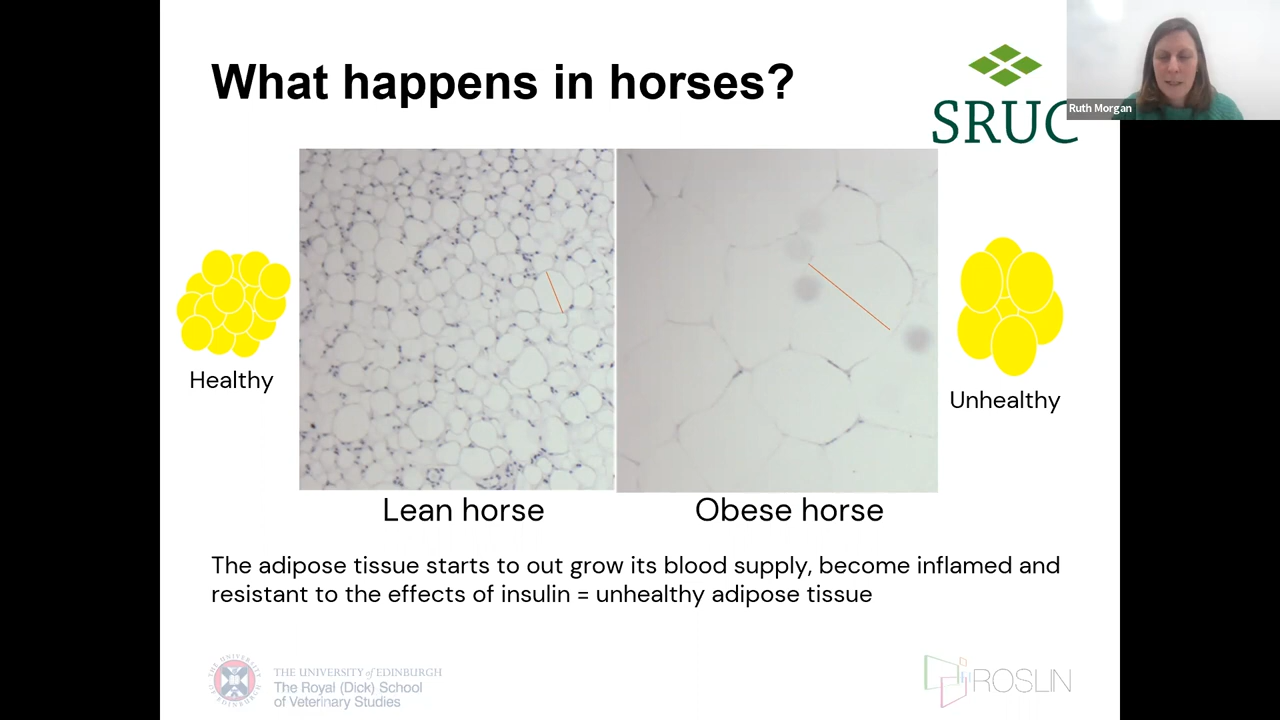 What happens in horses?
SRUC
Ruth Morgan
Healthy
Unhealthy
Lean horse
Obese horse
The adipose tissue starts to out grow its blood supply, become inflamed and
resistant to the effects of insulin = unhealthy adipose tissue
THE UNIVERSITY of EDINBURGH
The Royal (Dick) School
of Veterinary Studies
ROSLIN